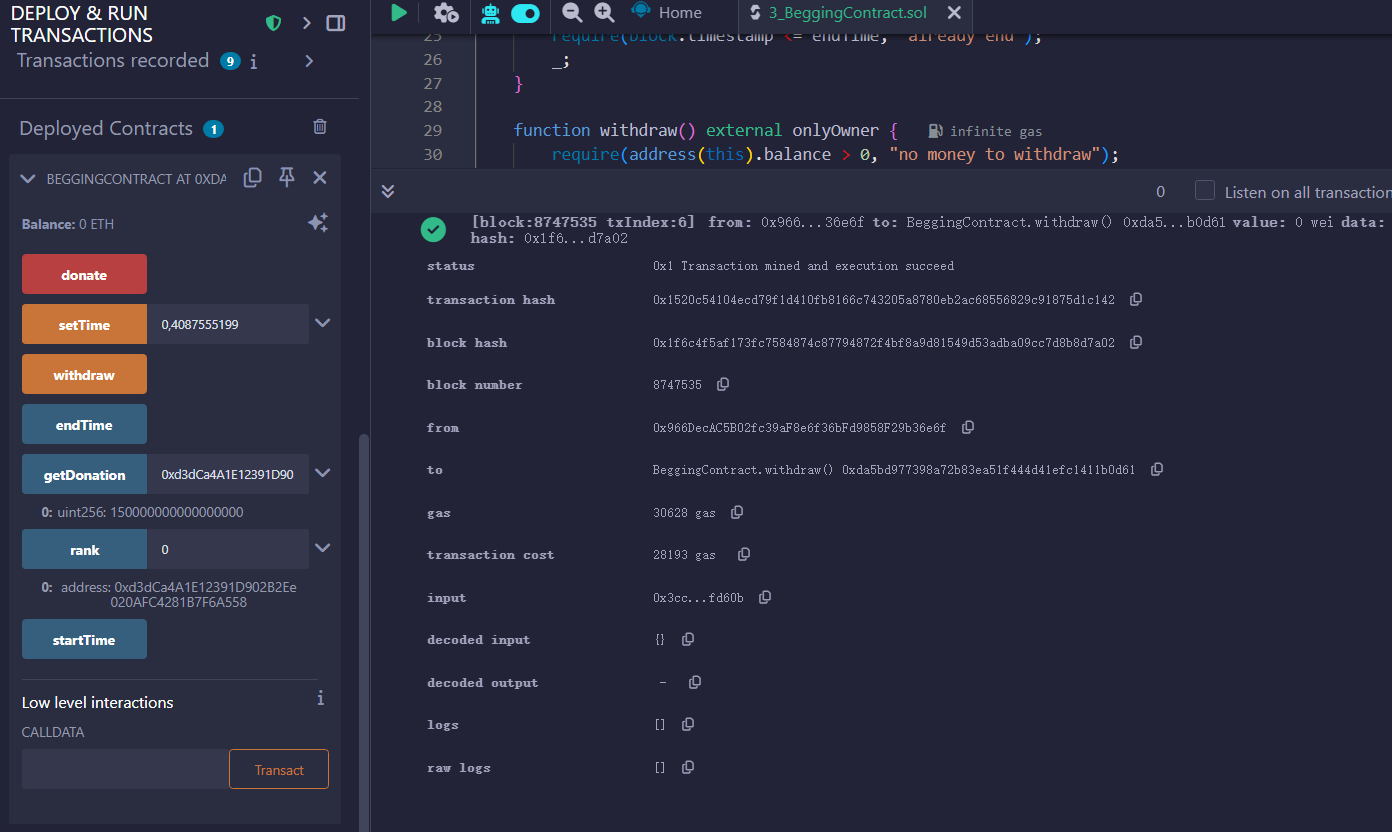 DEPLOY & RUN
TRANSACTIONS
Transactions recorded 9 i
Deployed Contracts 1
BEGGINGCONTRACT AT 0XDA
Balance: 0 ETH
donate
setTime 0,4087555199
withdraw
endTime
getDonation 0xd3dCa4A1E12391D90
0: uint256: 150000000000000000
rank 0
0: address: 0xd3dCa4A1E12391D902B2Ee
020AFC4281B7F6A558
startTime
Low level interactions i
CALLDATA
Transact
Home 3_BeggingContract.sol
25 require(block.timestamp <= endTime, "already end");
26 _;
27 }
28
29 function withdraw() external onlyOwner { infinite gas
30 require(address(this).balance > 0, "no money to withdraw");
0 Listen on all transaction
[block:8747535 txIndex:6] from: 0x966...36e6f to: BeggingContract.withdraw() 0xda5...b0d61 value: 0 wei data:
hash: 0x1f6...d7a02
status 0x1 Transaction mined and execution succeed
transaction hash 0x1520c54104ecd79f1d410fb8166c743205a8780eb2ac68556829c91875d1c142
block hash 0x1f6c4f5af173fc7584874c87794872f4bf8a9d81549d53adba09cc7d8b8d7a02
block number 8747535
from 0x966DecAC5B02fc39aF8e6f36bFd9858F29b36e6f
to BeggingContract.withdraw() 0xda5bd977398a72b83ea51f444d41efc1411b0d61
gas 30628 gas
transaction cost 28193 gas
input 0x3cc...fd60b
decoded input {}
decoded output -
logs []
raw logs []